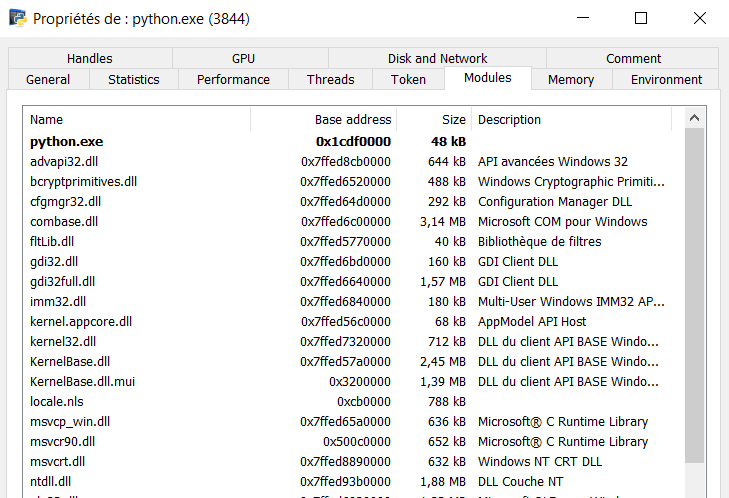 Propriétés de : python.exe (3844)
Handles GPU Disk and Network Comment
General Statistics Performance Threads Token Modules Memory Environment
Name Base address Size Description
python.exe 0x1cdf0000 48 kB
advapi32.dll 0x7ffed8cb0000 644 kB API avancées Windows 32
bcryptprimitives.dll 0x7ffed6520000 488 kB Windows Cryptographic Primiti...
cfgmgr32.dll 0x7ffed64d0000 292 kB Configuration Manager DLL
combase.dll 0x7ffed6c00000 3,14 MB Microsoft COM pour Windows
fltLib.dll 0x7ffed5770000 40 kB Bibliothèque de filtres
gdi32.dll 0x7ffed6bd0000 160 kB GDI Client DLL
gdi32full.dll 0x7ffed6640000 1,57 MB GDI Client DLL
imm32.dll 0x7ffed6840000 180 kB Multi-User Windows IMM32 AP...
kernel.appcore.dll 0x7ffed56c0000 68 kB AppModel API Host
kernel32.dll 0x7ffed7320000 712 kB DLL du client API BASE Windo...
KernelBase.dll 0x7ffed57a0000 2,45 MB DLL du client API BASE Windo...
KernelBase.dll.mui 0x3200000 1,39 MB DLL du client API BASE Windo...
locale.nls 0xcb0000 788 kB
msvcp_win.dll 0x7ffed65a0000 636 kB Microsoft® C Runtime Library
msvcr90.dll 0x500c0000 652 kB Microsoft® C Runtime Library
msvcrt.dll 0x7ffed8890000 632 kB Windows NT CRT DLL
ntdll.dll 0x7ffed93b0000 1,88 MB DLL Couche NT